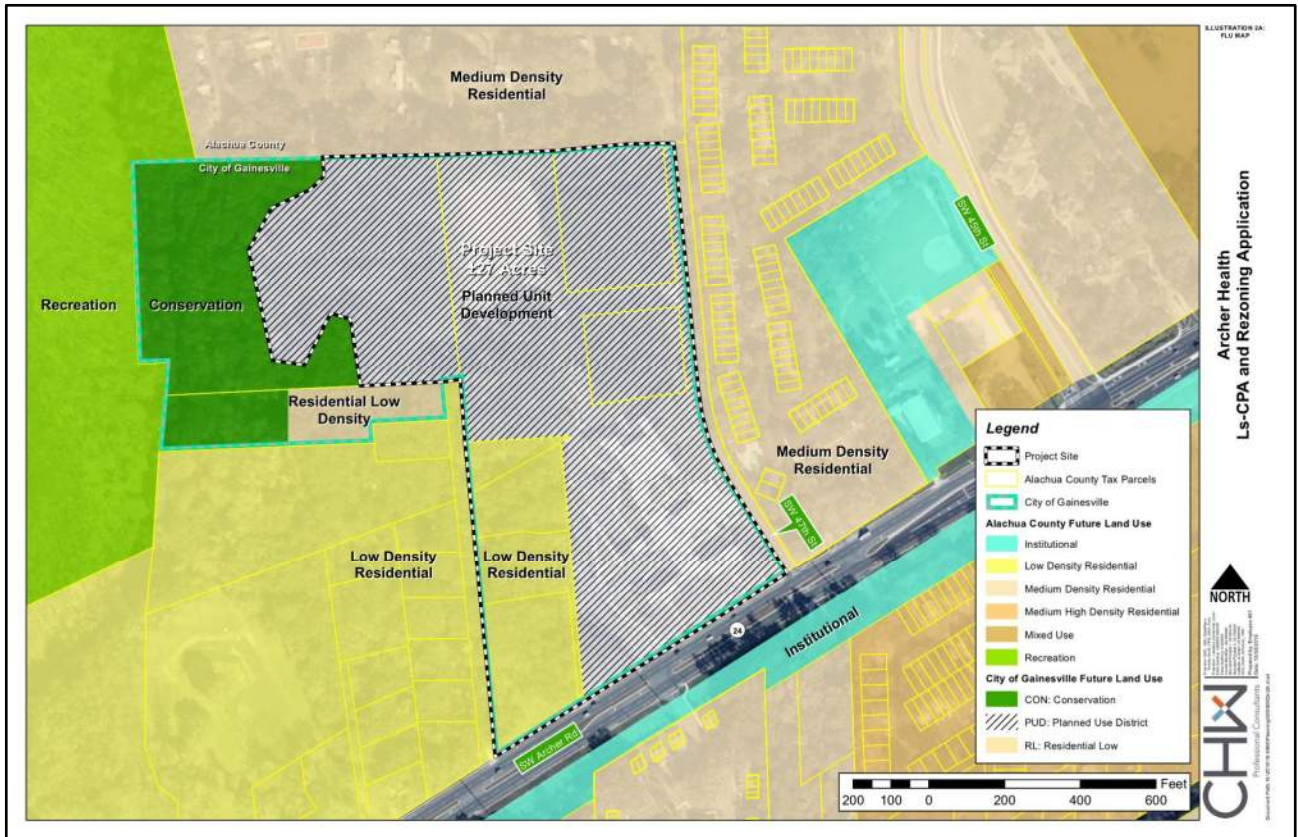 ILLUSTRATION 2A:
FLU MAP
Medium Density
Residential
Alachua County
City of Gainesville
SW 45th St
Project Site
±27 Acres
Planned Unit
Development
Recreation
Conservation
Residential Low
Density
Medium Density
Residential
SW 47th St
Low Density
Residential
Low Density
Residential
24
Institutional
SW Archer Rd
Archer Health
Ls-CPA and Rezoning Application
Legend
Project Site
Alachua County Tax Parcels
City of Gainesville
Alachua County Future Land Use
Institutional
Low Density Residential
Medium Density Residential
Medium High Density Residential
Mixed Use
Recreation
City of Gainesville Future Land Use
CON: Conservation
PUD: Planned Use District
RL: Residential Low
Feet
200 100 0 200 400 600
NORTH
CHW
Professional Consultants